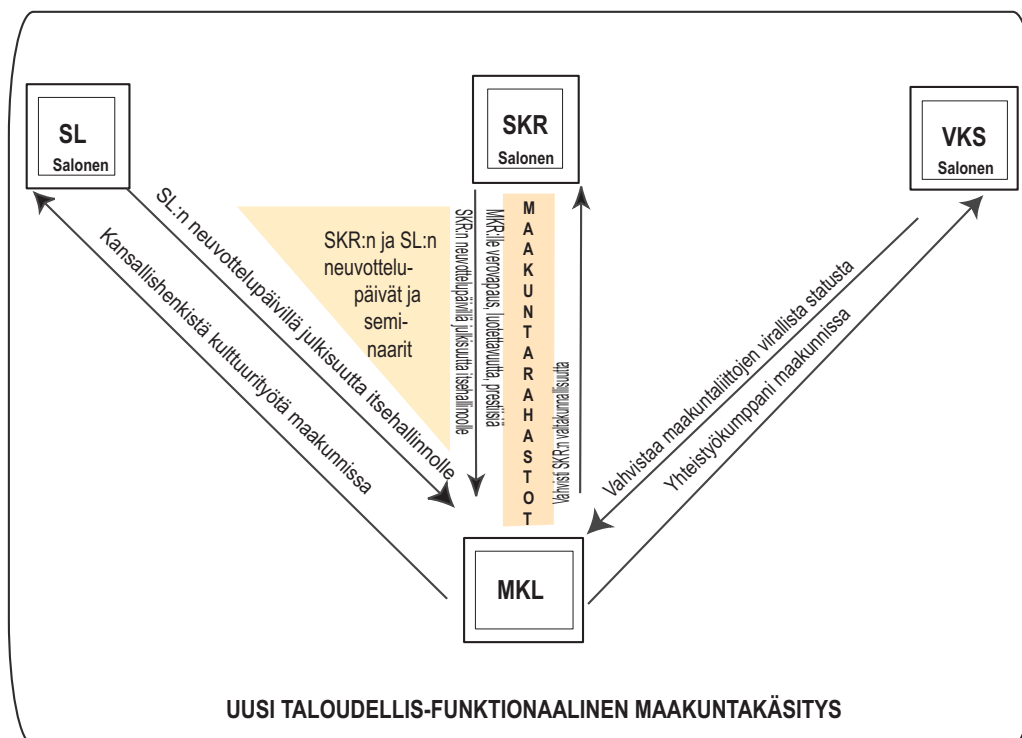 SL
Salonen
SKR
Salonen
VKS
Salonen
SL:n neuvottelupäivillä julkisuutta itsehallinnolle
Kansallishenkistä kulttuurityötä maakunnissa
SKR:n ja SL:n
neuvottelu-
päivät ja
semi-
naarit
SKR:n neuvottelupäivillä julkisuutta itsehallinolle
MKR:lle verovapaus, luotettavuutta, prestiisiä
MAAKUNTARAHASTOT
Vahvisti SKR:n valtakunnallisuutta
Vahvistaa maakuntaliittojen virallista statusta
Yhteistyökumppani maakunnissa
MKL
UUSI TALOUDELLIS-FUNKTIONAALINEN MAAKUNTAKÄSITYS